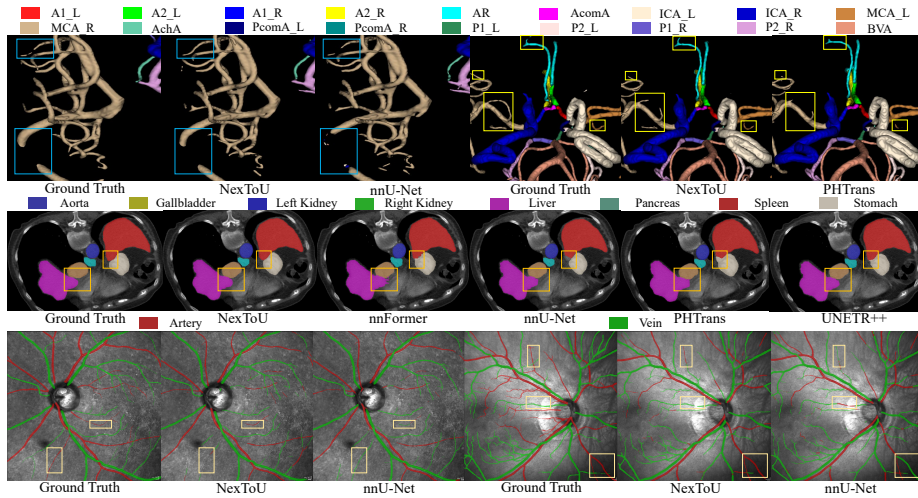 A1_L A2_L A1_R A2_R AR AcomA ICA_L ICA_R MCA_L
MCA_R AchA PcomA_L PcomA_R P1_L P2_L P1_R P2_R BVA
Ground Truth NexToU nnU-Net Ground Truth NexToU PHTrans
Aorta Gallbladder Left Kidney Right Kidney Liver Pancreas Spleen Stomach
Ground Truth NexToU nnFormer nnU-Net PHTrans UNETR++
Artery Vein
Ground Truth NexToU nnU-Net Ground Truth NexToU nnU-Net